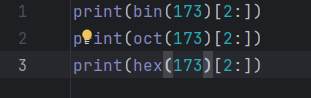 1 print(bin(173)[2:])
2 print(oct(173)[2:])
3 print(hex(173)[2:])